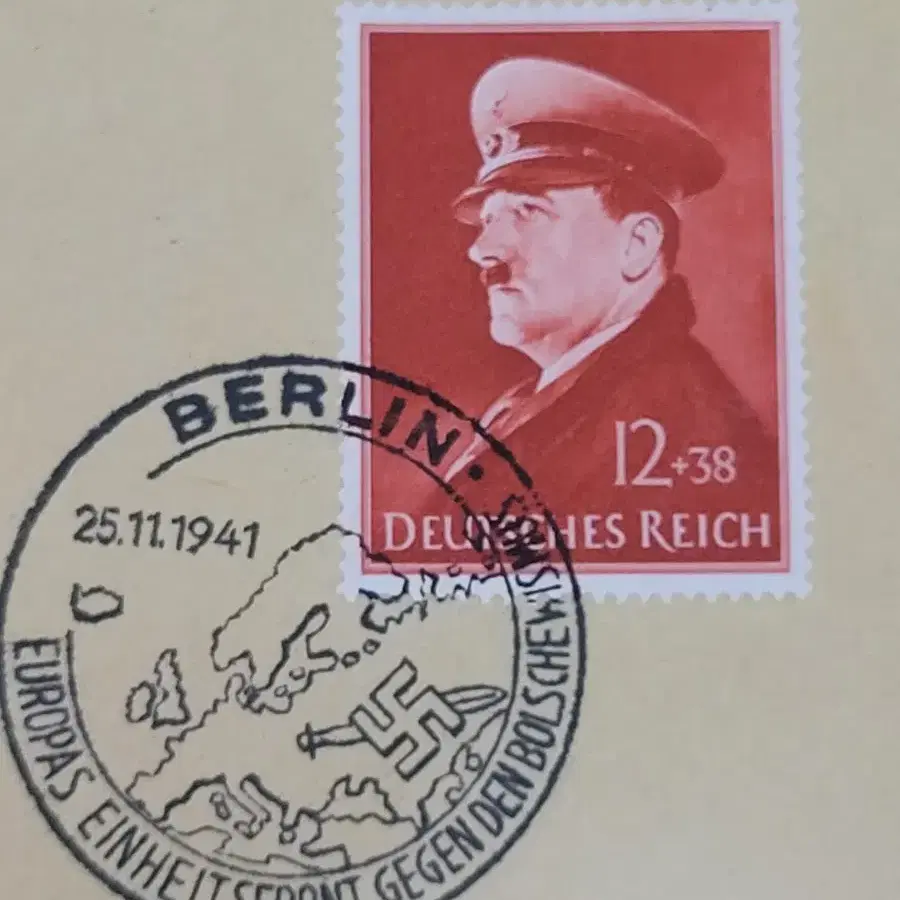 12+38
DEUTSCHES REICH
BERLIN
25.11.1941
EUROPAS EINHEITSFRONT GEGEN DEN BOLSCHEWISMUS